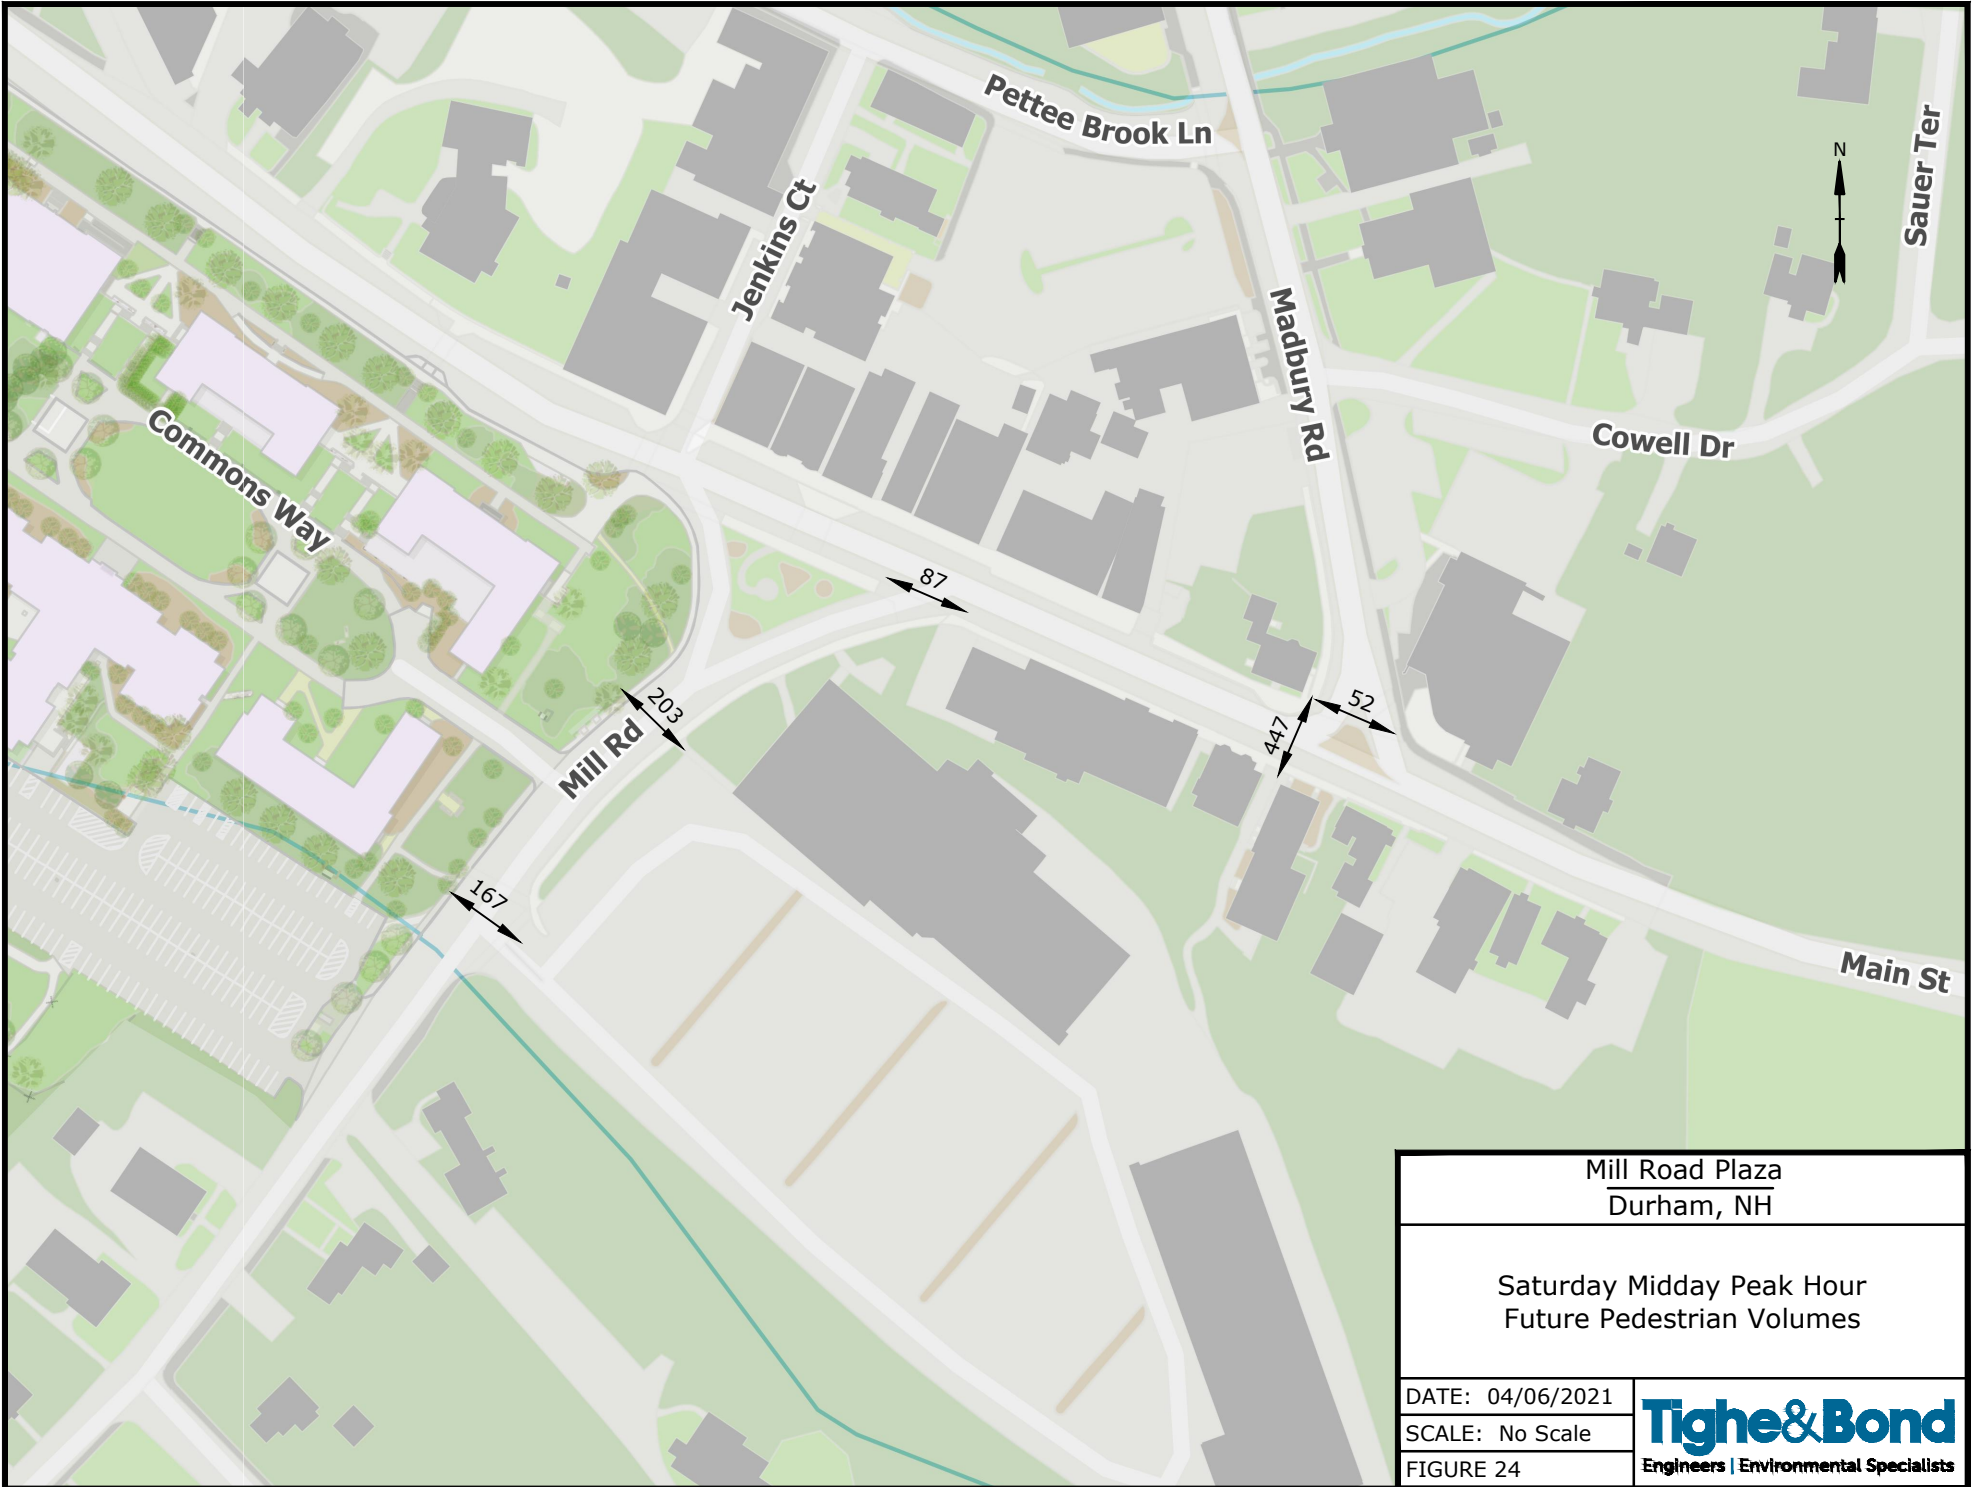 Pettee Brook Ln
Sauer Ter
N
Jenkins Ct
Madbury Rd
Cowell Dr
Commons Way
87
203
52
447
Mill Rd
167
Main St
Mill Road Plaza
Durham, NH
Saturday Midday Peak Hour
Future Pedestrian Volumes
DATE: 04/06/2021
SCALE: No Scale
FIGURE 24
Tighe&Bond
Engineers | Environmental Specialists